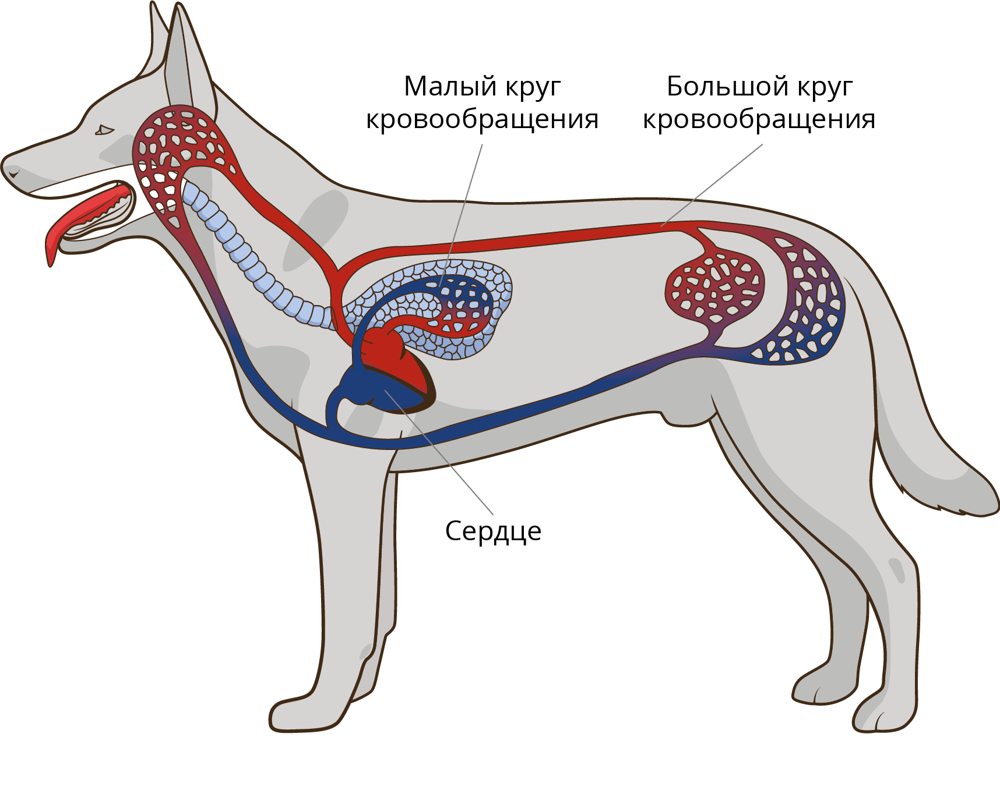 Малый круг
кровообращения
Большой круг
кровообращения
Сердце